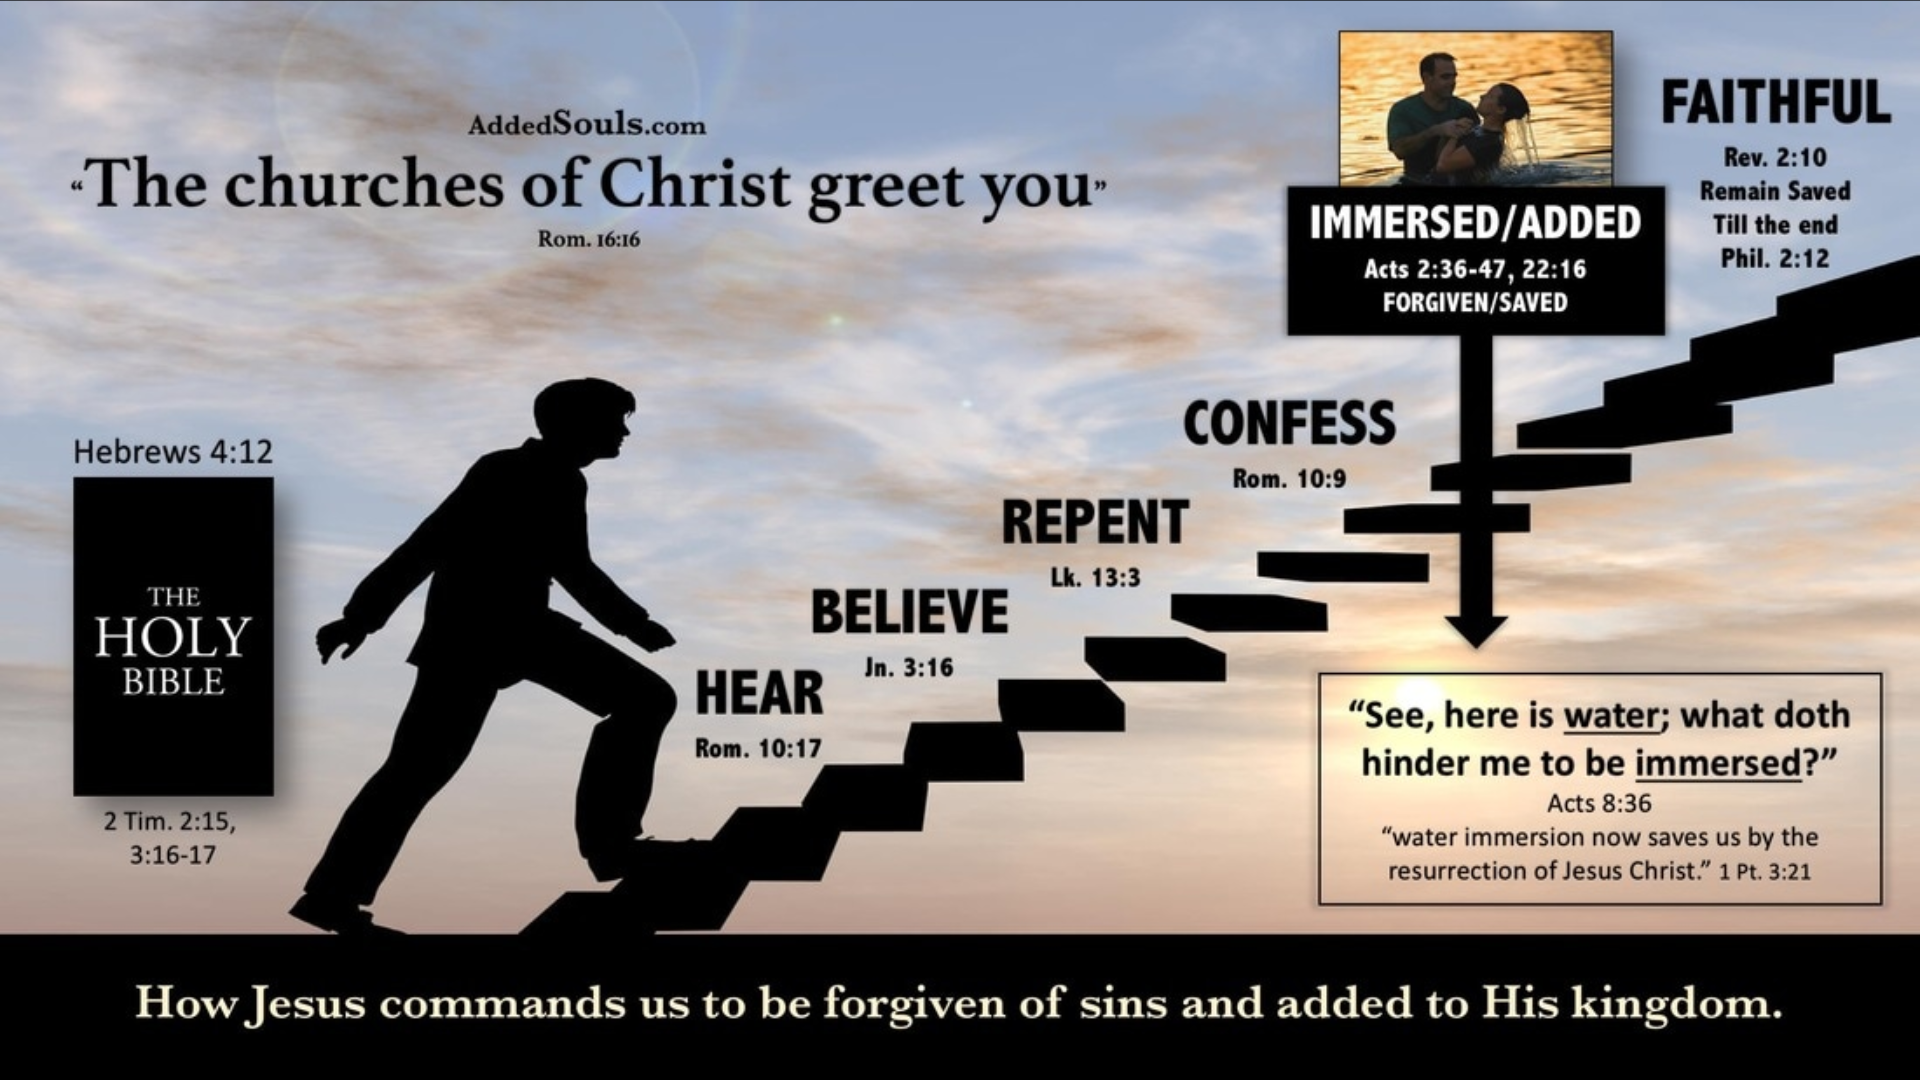 AddedSouls.com
“The churches of Christ greet you”
Rom. 16:16
Hebrews 4:12
THE
HOLY
BIBLE
2 Tim. 2:15,
3:16-17
HEAR
Rom. 10:17
BELIEVE
Jn. 3:16
REPENT
Lk. 13:3
CONFESS
Rom. 10:9
IMMERSED/ADDED
Acts 2:36-47, 22:16
FORGIVEN/SAVED
FAITHFUL
Rev. 2:10
Remain Saved
Till the end
Phil. 2:12
“See, here is water; what doth
hinder me to be immersed?”
Acts 8:36
“water immersion now saves us by the
resurrection of Jesus Christ.” 1 Pt. 3:21
How Jesus commands us to be forgiven of sins and added to His kingdom.